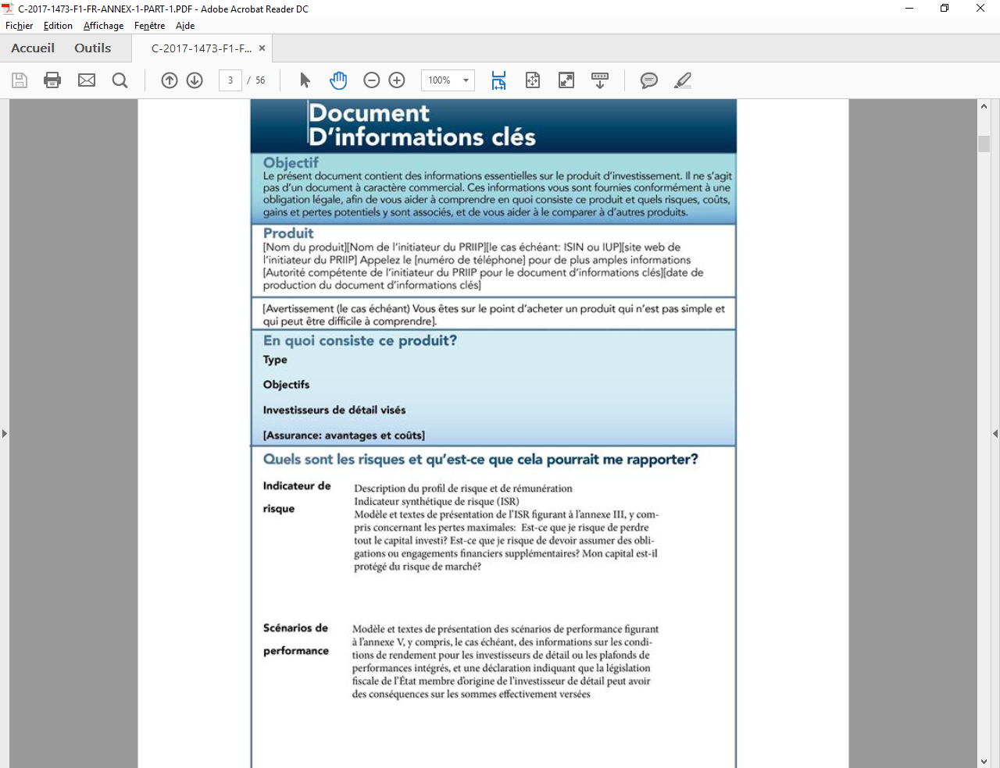 C-2017-1473-F1-FR-ANNEX-1-PART-1.PDF - Adobe Acrobat Reader DC
Fichier Edition Affichage Fenêtre Aide
Accueil Outils C-2017-1473-F1-F... ×
3 / 56 100%
Document
D’informations clés
Objectif
Le présent document contient des informations essentielles sur le produit d’investissement. Il ne s’agit
pas d’un document à caractère commercial. Ces informations vous sont fournies conformément à une
obligation légale, afin de vous aider à comprendre en quoi consiste ce produit et quels risques, coûts,
gains et pertes potentiels y sont associés, et de vous aider à le comparer à d’autres produits.
Produit
[Nom du produit][Nom de l’initiateur du PRIIP][le cas échéant: ISIN ou IUP][site web de
l’initiateur du PRIIP] Appelez le [numéro de téléphone] pour de plus amples informations
[Autorité compétente de l’initiateur du PRIIP pour le document d’informations clés][date de
production du document d’informations clés]
[Avertissement (le cas échéant) Vous êtes sur le point d’acheter un produit qui n’est pas simple et
qui peut être difficile à comprendre].
En quoi consiste ce produit?
Type
Objectifs
Investisseurs de détail visés
[Assurance: avantages et coûts]
Quels sont les risques et qu’est-ce que cela pourrait me rapporter?
Indicateur de
risque
Description du profil de risque et de rémunération
Indicateur synthétique de risque (ISR)
Modèle et textes de présentation de l’ISR figurant à l’annexe III, y com-
pris concernant les pertes maximales: Est-ce que je risque de perdre
tout le capital investi? Est-ce que je risque de devoir assumer des obli-
gations ou engagements financiers supplémentaires? Mon capital est-il
protégé du risque de marché?
Scénarios de
performance
Modèle et textes de présentation des scénarios de performance figurant
à l’annexe V, y compris, le cas échéant, des informations sur les condi-
tions de rendement pour les investisseurs de détail ou les plafonds de
performances intégrés, et une déclaration indiquant que la législation
fiscale de l’État membre d’origine de l’investisseur de détail peut avoir
des conséquences sur les sommes effectivement versées